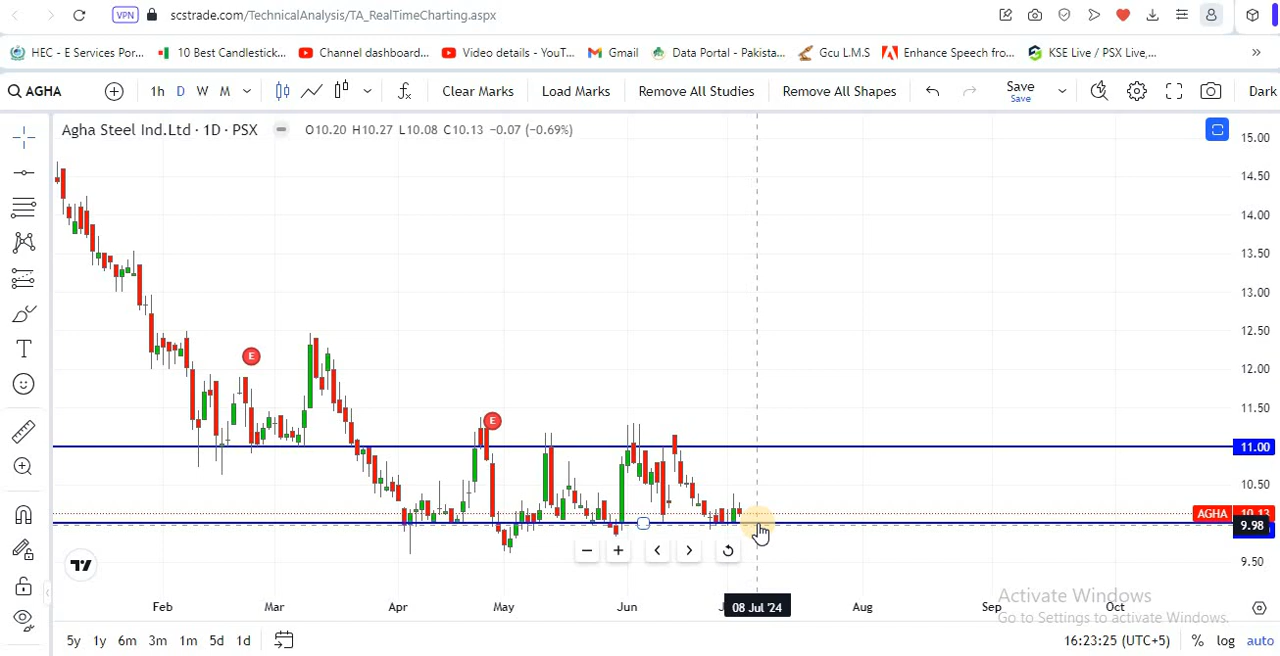 VPN scstrade.com/TechnicalAnalysis/TA_RealTimeCharting.aspx
HEC - E Services Por... 10 Best Candlestick... Channel dashboard... Video details - YouT... Gmail Data Portal - Pakista... Gcu L.M.S Enhance Speech fro... KSE Live / PSX Live,... »
AGHA 1h D W M Clear Marks Load Marks Remove All Studies Remove All Shapes Save Dark
Save
Agha Steel Ind.Ltd · 1D · PSX O10.20 H10.27 L10.08 C10.13 −0.07 (−0.69%)
15.00
14.50
14.00
13.50
13.00
12.50
12.00
E
11.50
E
11.00
10.50
AGHA 10.13
9.98
9.50
Activate Windows
Feb Mar Apr May Jun 08 Jul '24 Aug Sep Oct
Go to Settings to activate Windows.
5y 1y 6m 3m 1m 5d 1d 16:23:25 (UTC+5) % log auto